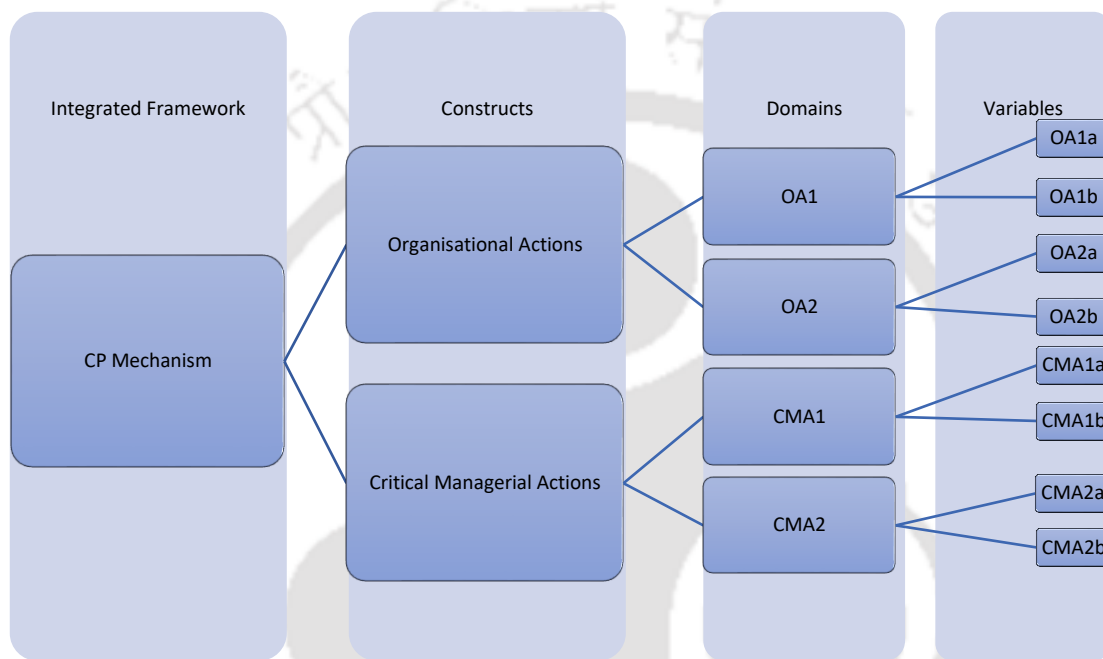 Integrated Framework
Constructs
Domains
Variables
CP Mechanism
Organisational Actions
Critical Managerial Actions
OA1
OA2
CMA1
CMA2
OA1a
OA1b
OA2a
OA2b
CMA1a
CMA1b
CMA2a
CMA2b